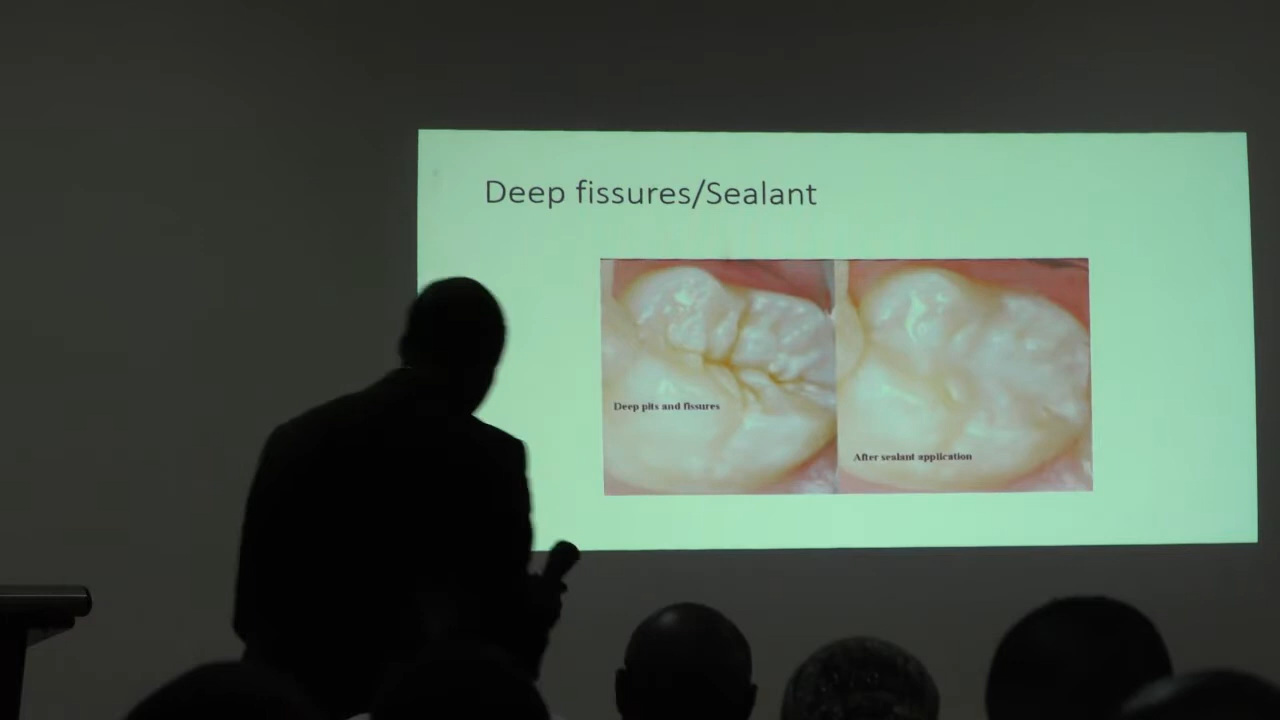 Deep fissures/Sealant
Deep pits and fissures
After sealant application